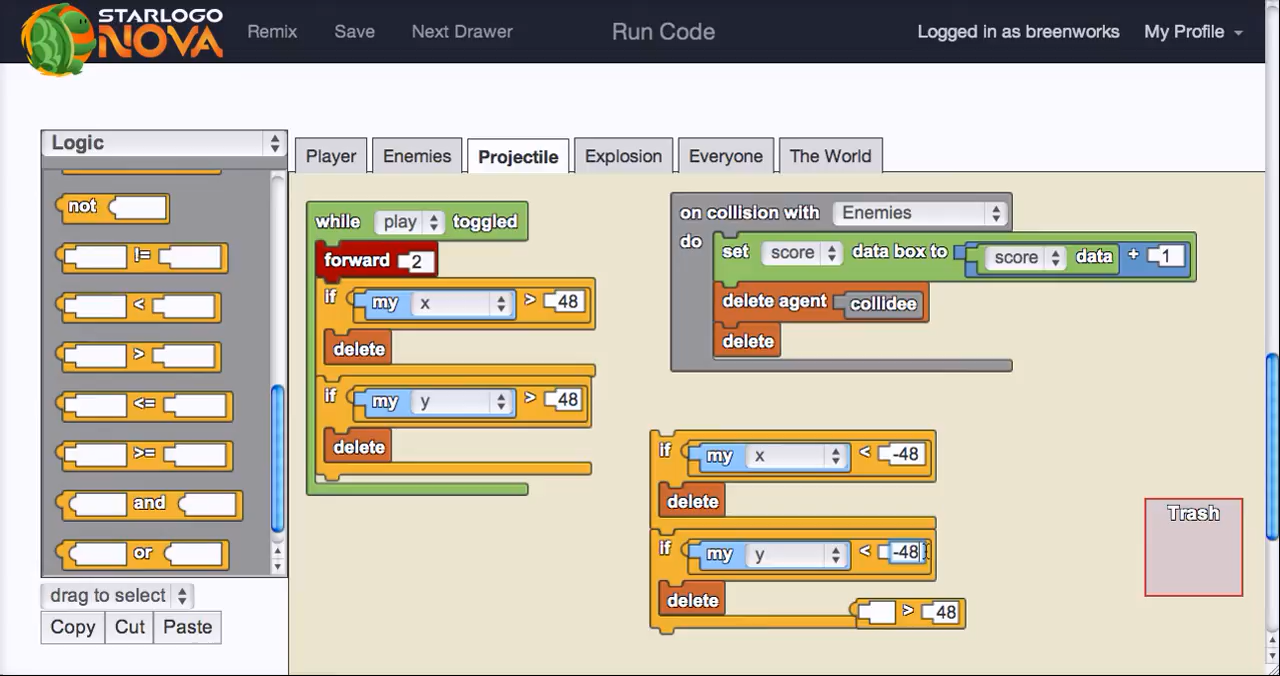 STARLOGO
NOVA
Remix
Save
Next Drawer
Run Code
Logged in as breenworks
My Profile
Logic
Player
Enemies
Projectile
Explosion
Everyone
The World
not
!=
<
>
<=
>=
and
or
drag to select
Copy
Cut
Paste
while play toggled
forward 2
if my x > 48
delete
if my y > 48
delete
on collision with Enemies
do set score data box to score data + 1
delete agent collidee
delete
if my x < -48
delete
if my y < -48
delete
> 48
Trash